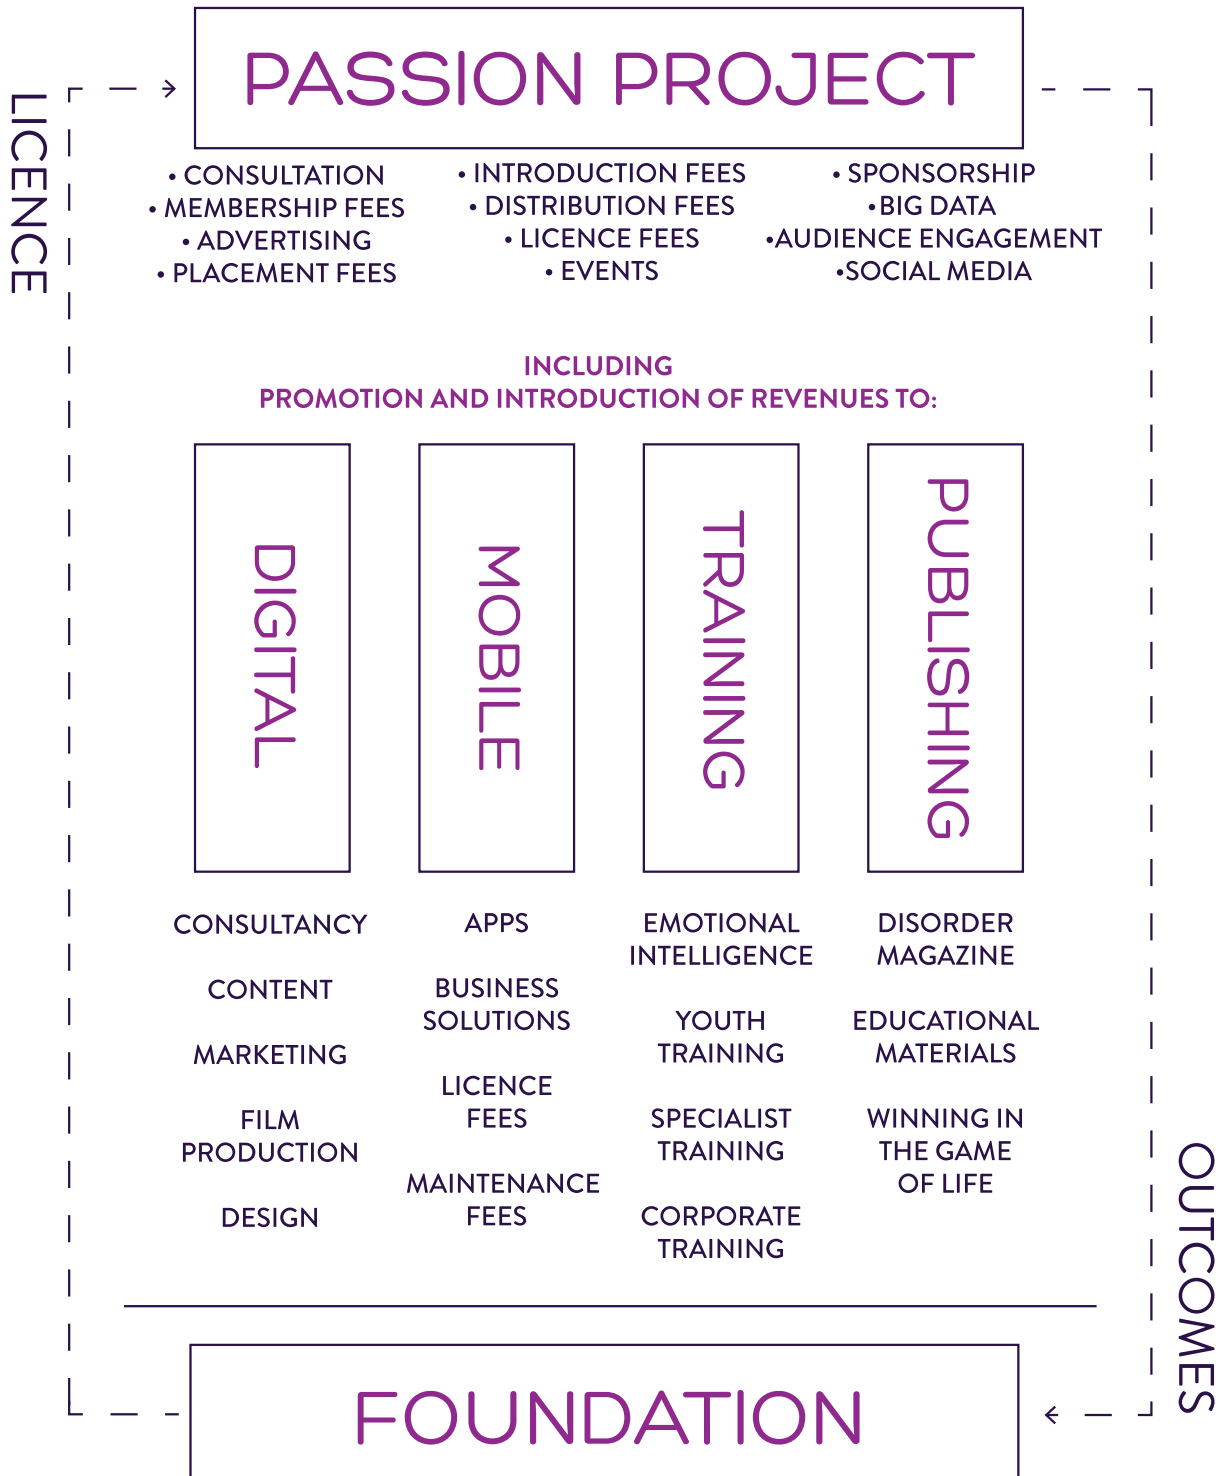 PASSION PROJECT
LICENCE
• CONSULTATION
• MEMBERSHIP FEES
• ADVERTISING
• PLACEMENT FEES
• INTRODUCTION FEES
• DISTRIBUTION FEES
• LICENCE FEES
• EVENTS
• SPONSORSHIP
•BIG DATA
•AUDIENCE ENGAGEMENT
•SOCIAL MEDIA
INCLUDING
PROMOTION AND INTRODUCTION OF REVENUES TO:
DIGITAL
CONSULTANCY
CONTENT
MARKETING
FILM
PRODUCTION
DESIGN
MOBILE
APPS
BUSINESS
SOLUTIONS
LICENCE
FEES
MAINTENANCE
FEES
TRAINING
EMOTIONAL
INTELLIGENCE
YOUTH
TRAINING
SPECIALIST
TRAINING
CORPORATE
TRAINING
PUBLISHING
DISORDER
MAGAZINE
EDUCATIONAL
MATERIALS
WINNING IN
THE GAME
OF LIFE
OUTCOMES
FOUNDATION